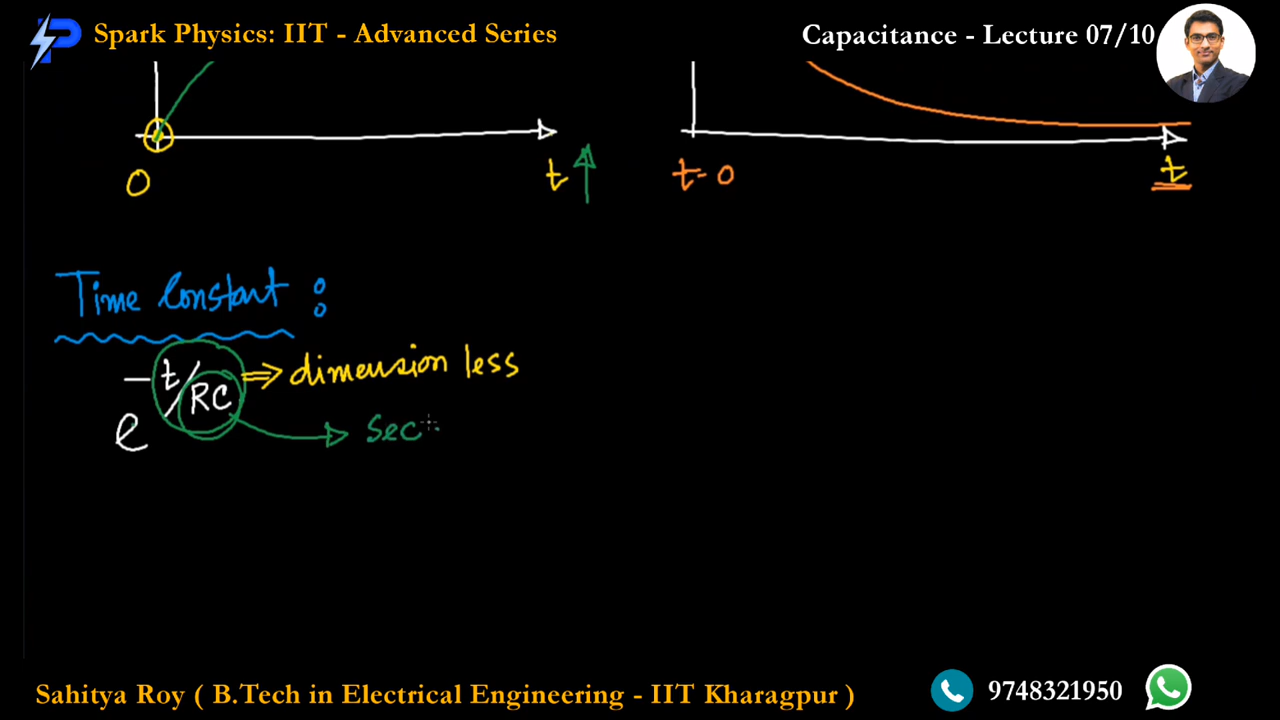 Spark Physics: IIT - Advanced Series
Capacitance - Lecture 07/10
0
t
t=0
t
Time Constant :
e^-t/RC ⇒ dimension less
→ Sec.
Sahitya Roy ( B.Tech in Electrical Engineering - IIT Kharagpur )
9748321950